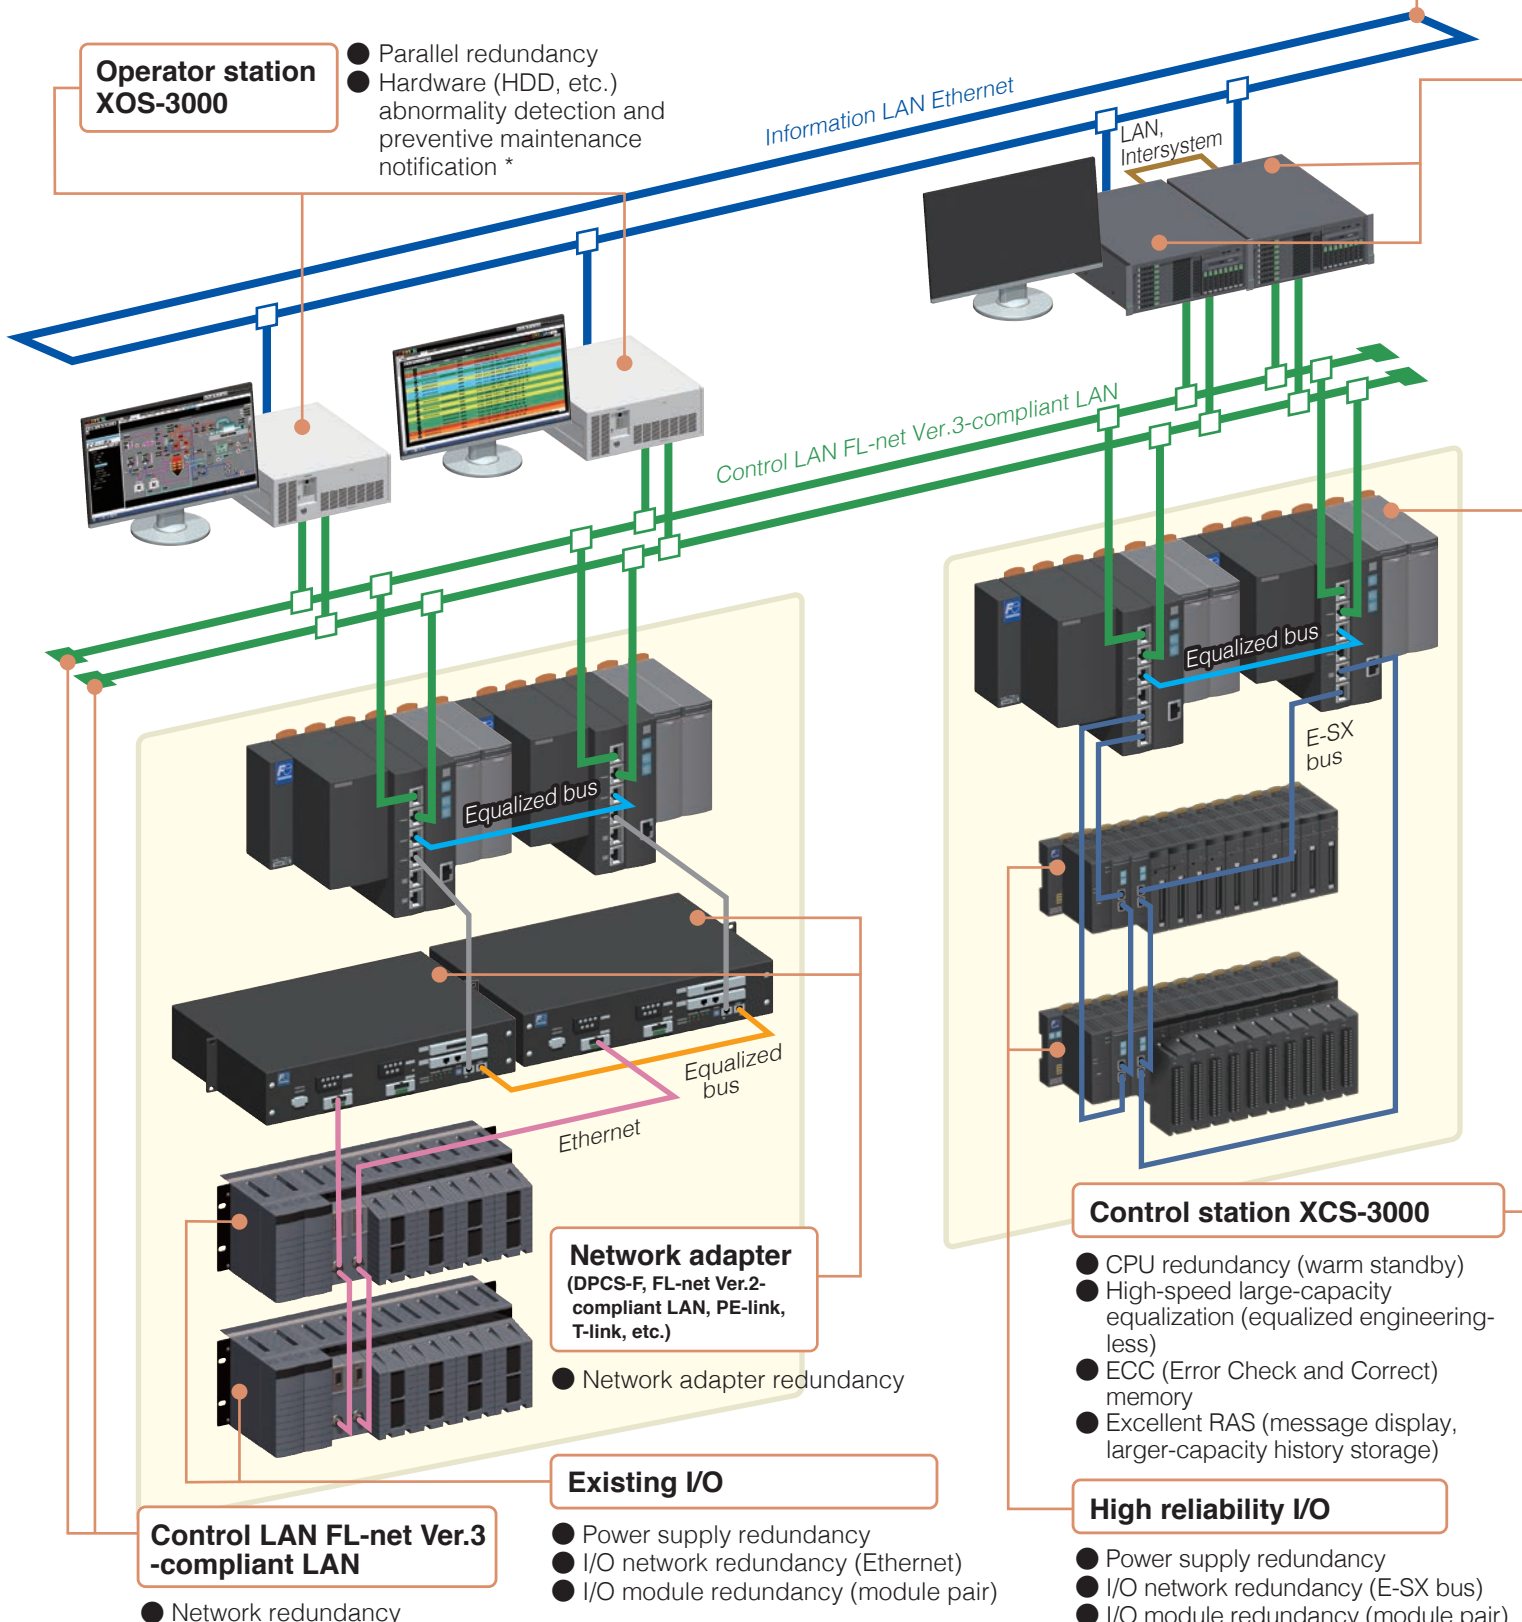 Operator station
XOS-3000
● Parallel redundancy
● Hardware (HDD, etc.)
abnormality detection and
preventive maintenance
notification *
Information LAN Ethernet
LAN,
Intersystem
Control LAN FL-net Ver.3-compliant LAN
Equalized bus
E-SX
bus
Equalized bus
Equalized
bus
Ethernet
Network adapter
(DPCS-F, FL-net Ver.2-
compliant LAN, PE-link,
T-link, etc.)
● Network adapter redundancy
Control station XCS-3000
● CPU redundancy (warm standby)
● High-speed large-capacity
equalization (equalized engineering-
less)
● ECC (Error Check and Correct)
memory
● Excellent RAS (message display,
larger-capacity history storage)
Existing I/O
● Power supply redundancy
● I/O network redundancy (Ethernet)
● I/O module redundancy (module pair)
High reliability I/O
● Power supply redundancy
● I/O network redundancy (E-SX bus)
● I/O module redundancy (module pair)
Control LAN FL-net Ver.3
-compliant LAN
● Network redundancy